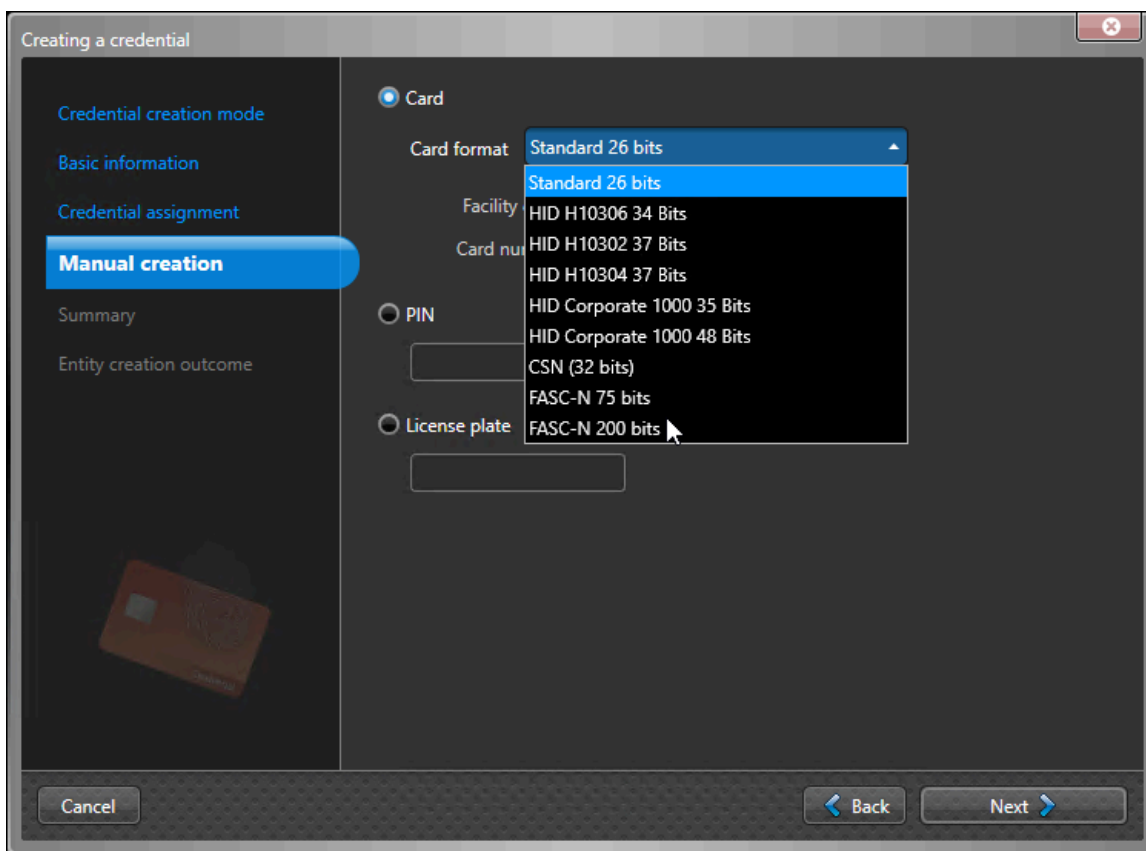 Creating a credential
Credential creation mode
Basic information
Credential assignment
Manual creation
Summary
Entity creation outcome
Card
Card format Standard 26 bits
Standard 26 bits
Facility
HID H10306 34 Bits
Card nu
HID H10302 37 Bits
HID H10304 37 Bits
HID Corporate 1000 35 Bits
PIN
HID Corporate 1000 48 Bits
CSN (32 bits)
FASC-N 75 bits
License plate
FASC-N 200 bits
Cancel
Back
Next